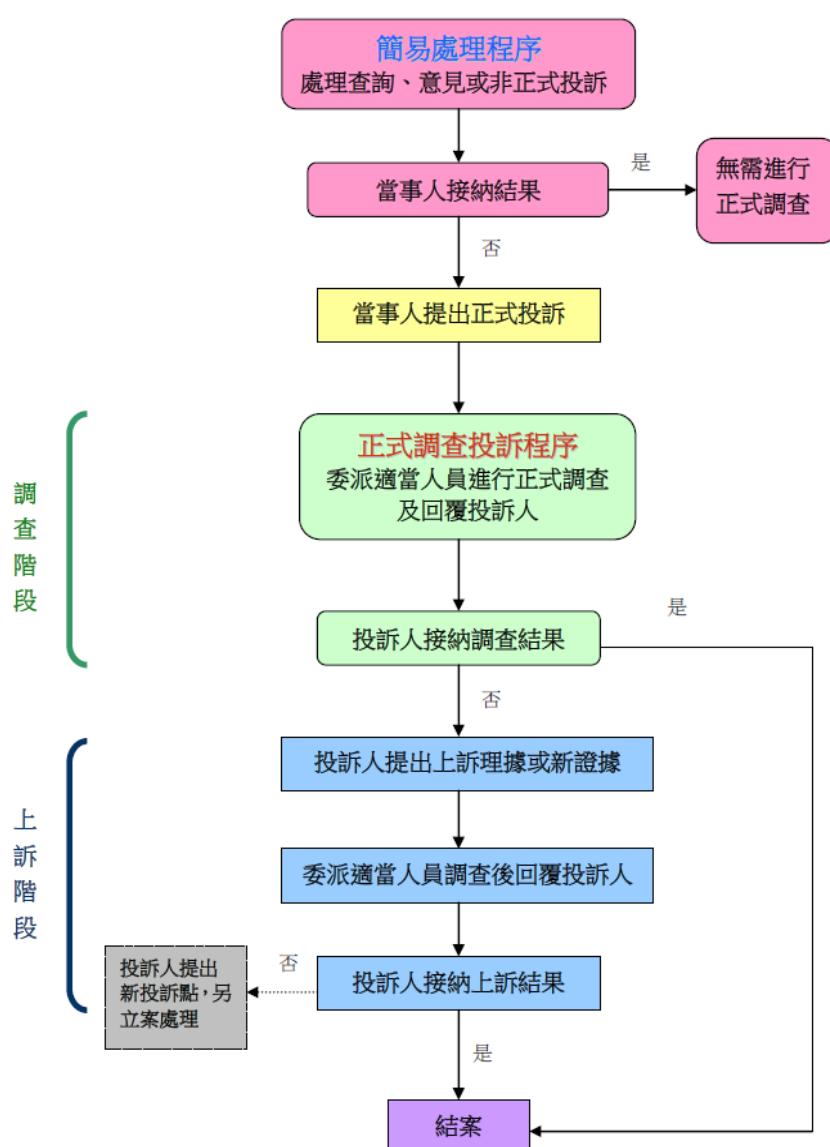 簡易處理程序
處理查詢、意見或非正式投訴
當事人接納結果
是
無需進行
正式調查
否
當事人提出正式投訴
調查階段
正式調查投訴程序
委派適當人員進行正式調查
及回覆投訴人
投訴人接納調查結果
是
否
上訴階段
投訴人提出上訴理據或新證據
委派適當人員調查後回覆投訴人
投訴人接納上訴結果
否
投訴人提出
新投訴點，另
立案處理
是
結案